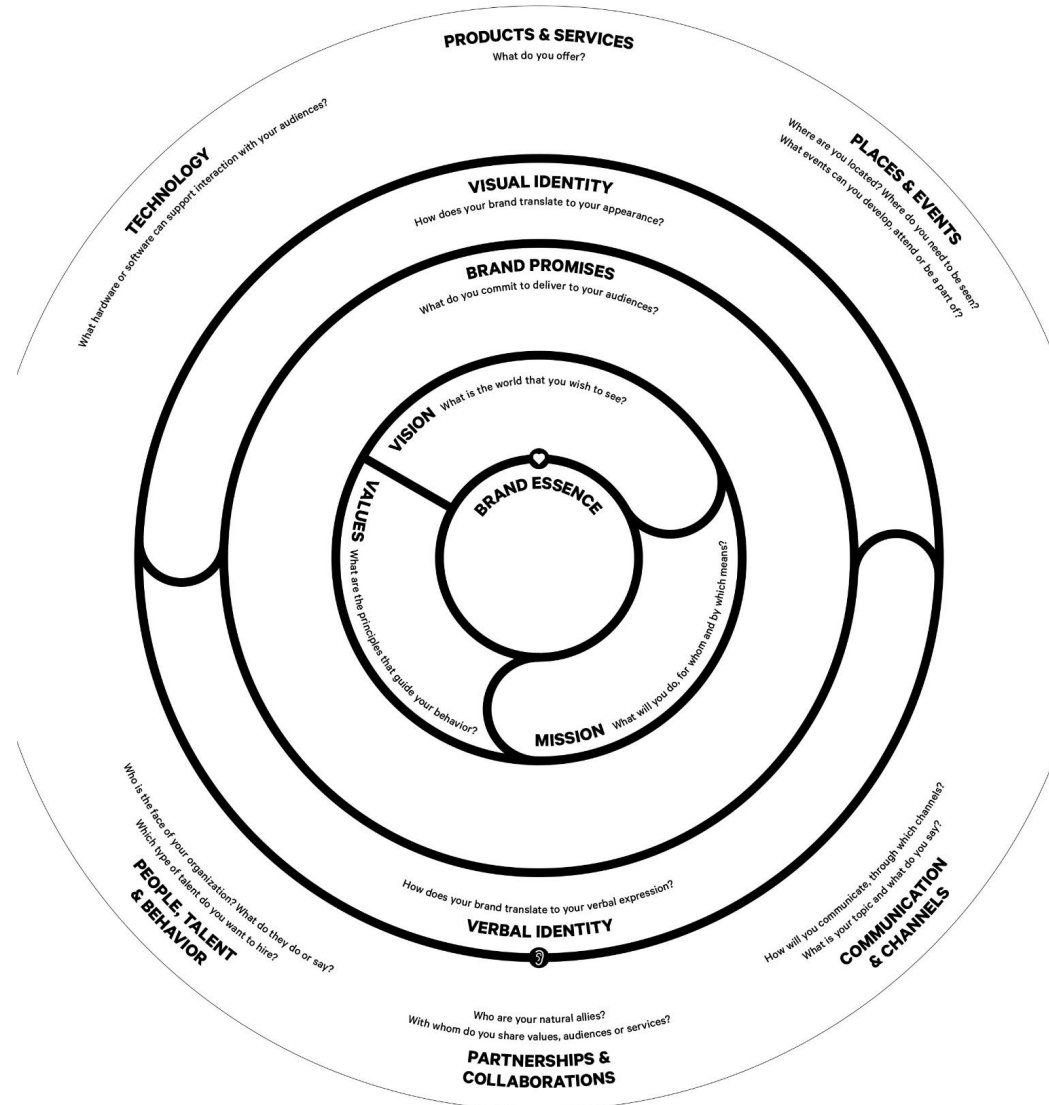 PRODUCTS & SERVICES
What do you offer?
TECHNOLOGY
What hardware or software can support interaction with your audiences?
PLACES & EVENTS
Where are you located? Where do you need to be seen?
What events can you develop, attend or be a part of?
VISUAL IDENTITY
How does your brand translate to your appearance?
BRAND PROMISES
What do you commit to deliver to your audiences?
VISION What is the world that you wish to see?
BRAND ESSENCE
VALUES What are the principles that guide your behavior?
MISSION What will you do, for whom and by which means?
How does your brand translate to your verbal expression?
VERBAL IDENTITY
Who is the face of your organization? What do they do or say?
Which type of talent do you want to hire?
PEOPLE, TALENT
& BEHAVIOR
How will you communicate, through which channels?
What is your topic and what do you say?
COMMUNICATION
& CHANNELS
Who are your natural allies?
With whom do you share values, audiences or services?
PARTNERSHIPS &
COLLABORATIONS